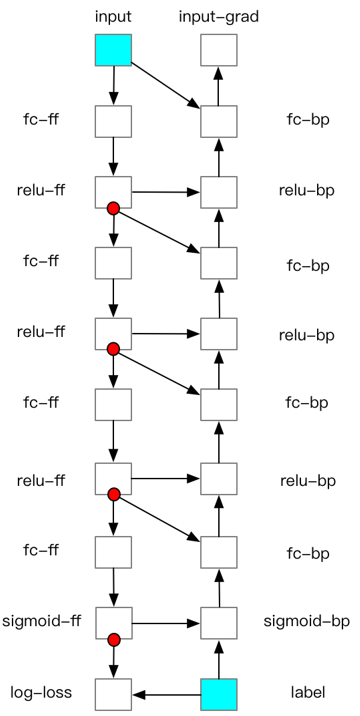 input input-grad
fc-ff fc-bp
relu-ff relu-bp
fc-ff fc-bp
relu-ff relu-bp
fc-ff fc-bp
relu-ff relu-bp
fc-ff fc-bp
sigmoid-ff sigmoid-bp
log-loss label